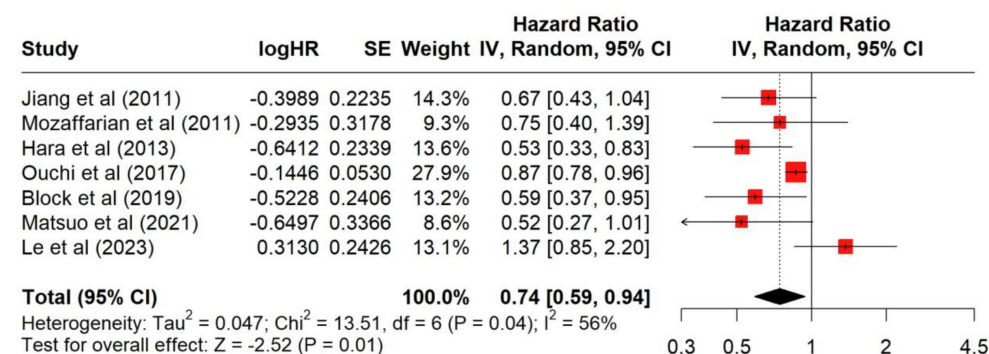 Hazard Ratio Hazard Ratio
Study logHR SE Weight IV, Random, 95% CI IV, Random, 95% CI
Jiang et al (2011) -0.3989 0.2235 14.3% 0.67 [0.43, 1.04]
Mozaffarian et al (2011) -0.2935 0.3178 9.3% 0.75 [0.40, 1.39]
Hara et al (2013) -0.6412 0.2339 13.6% 0.53 [0.33, 0.83]
Ouchi et al (2017) -0.1446 0.0530 27.9% 0.87 [0.78, 0.96]
Block et al (2019) -0.5228 0.2406 13.2% 0.59 [0.37, 0.95]
Matsuo et al (2021) -0.6497 0.3366 8.6% 0.52 [0.27, 1.01]
Le et al (2023) 0.3130 0.2426 13.1% 1.37 [0.85, 2.20]
Total (95% CI) 100.0% 0.74 [0.59, 0.94]
Heterogeneity: Tau² = 0.047; Chi² = 13.51, df = 6 (P = 0.04); I² = 56%
Test for overall effect: Z = -2.52 (P = 0.01)
0.3 0.5 1 2 4.5